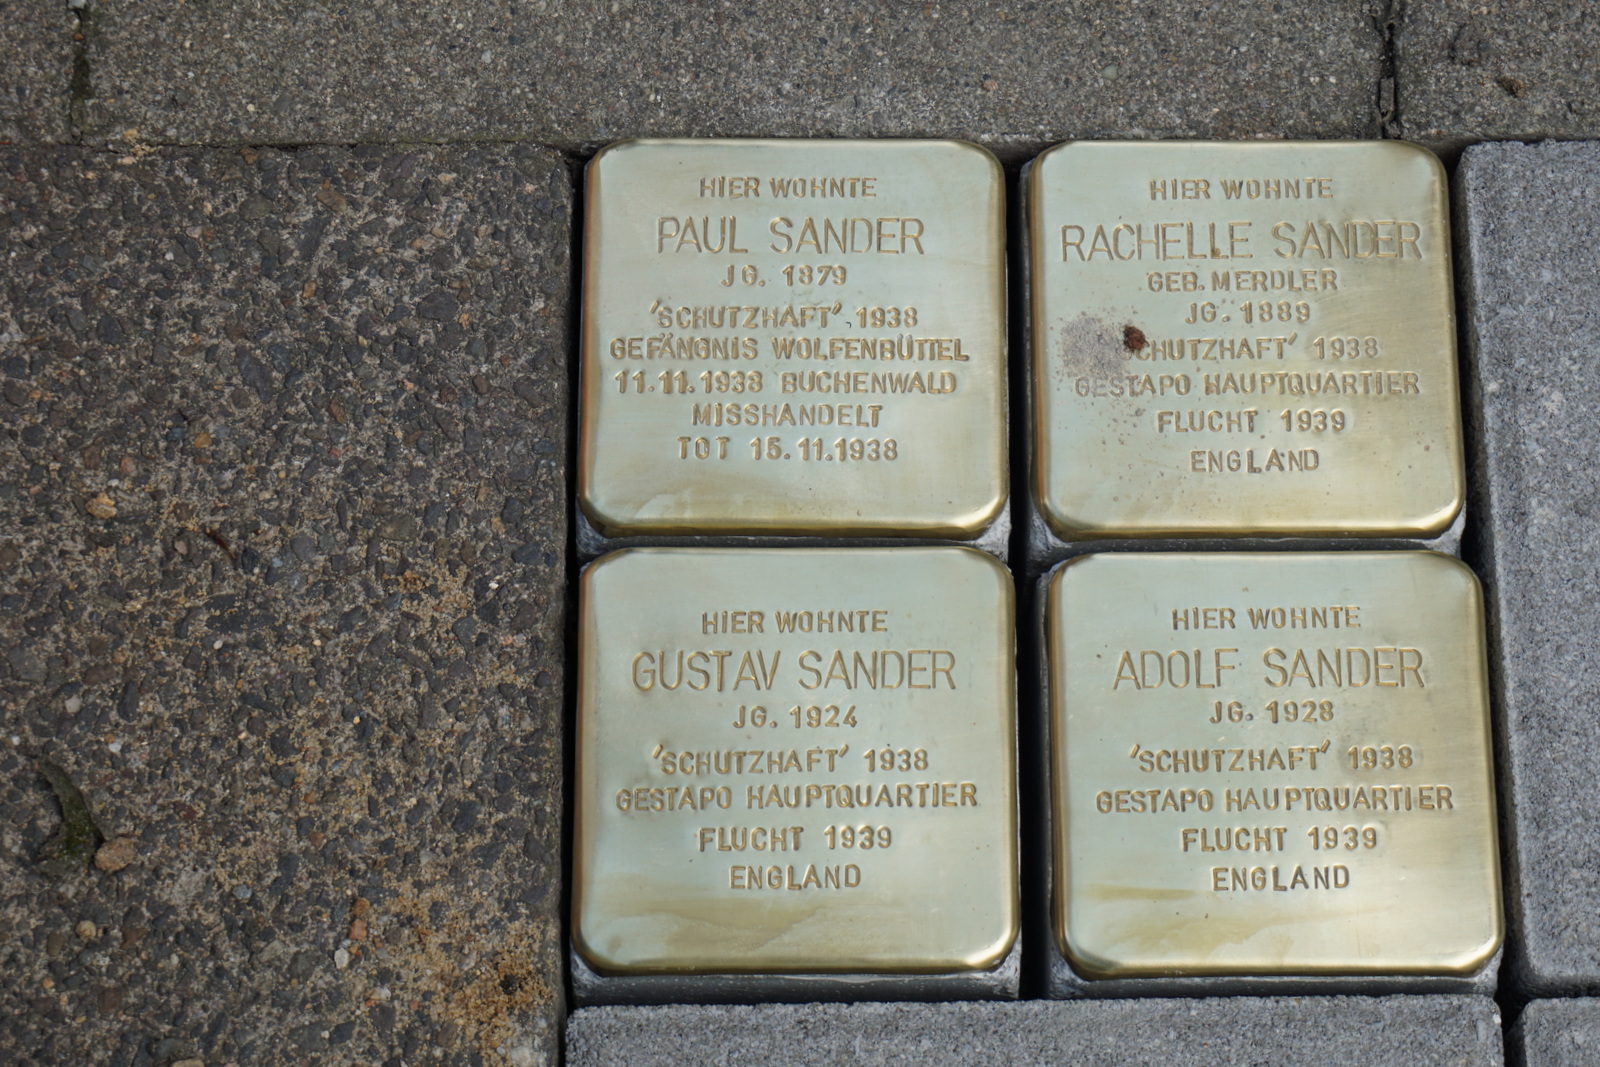 HIER WOHNTE
PAUL SANDER
JG. 1879
'SCHUTZHAFT' 1938
GEFÄNGNIS WOLFENBÜTTEL
11.11.1938 BUCHENWALD
MISSHANDELT
TOT 15.11.1938
HIER WOHNTE
RACHELLE SANDER
GEB. MERDLER
JG. 1889
'SCHUTZHAFT' 1938
GESTAPO HAUPTQUARTIER
FLUCHT 1939
ENGLAND
HIER WOHNTE
GUSTAV SANDER
JG. 1924
'SCHUTZHAFT' 1938
GESTAPO HAUPTQUARTIER
FLUCHT 1939
ENGLAND
HIER WOHNTE
ADOLF SANDER
JG. 1928
'SCHUTZHAFT' 1938
GESTAPO HAUPTQUARTIER
FLUCHT 1939
ENGLAND